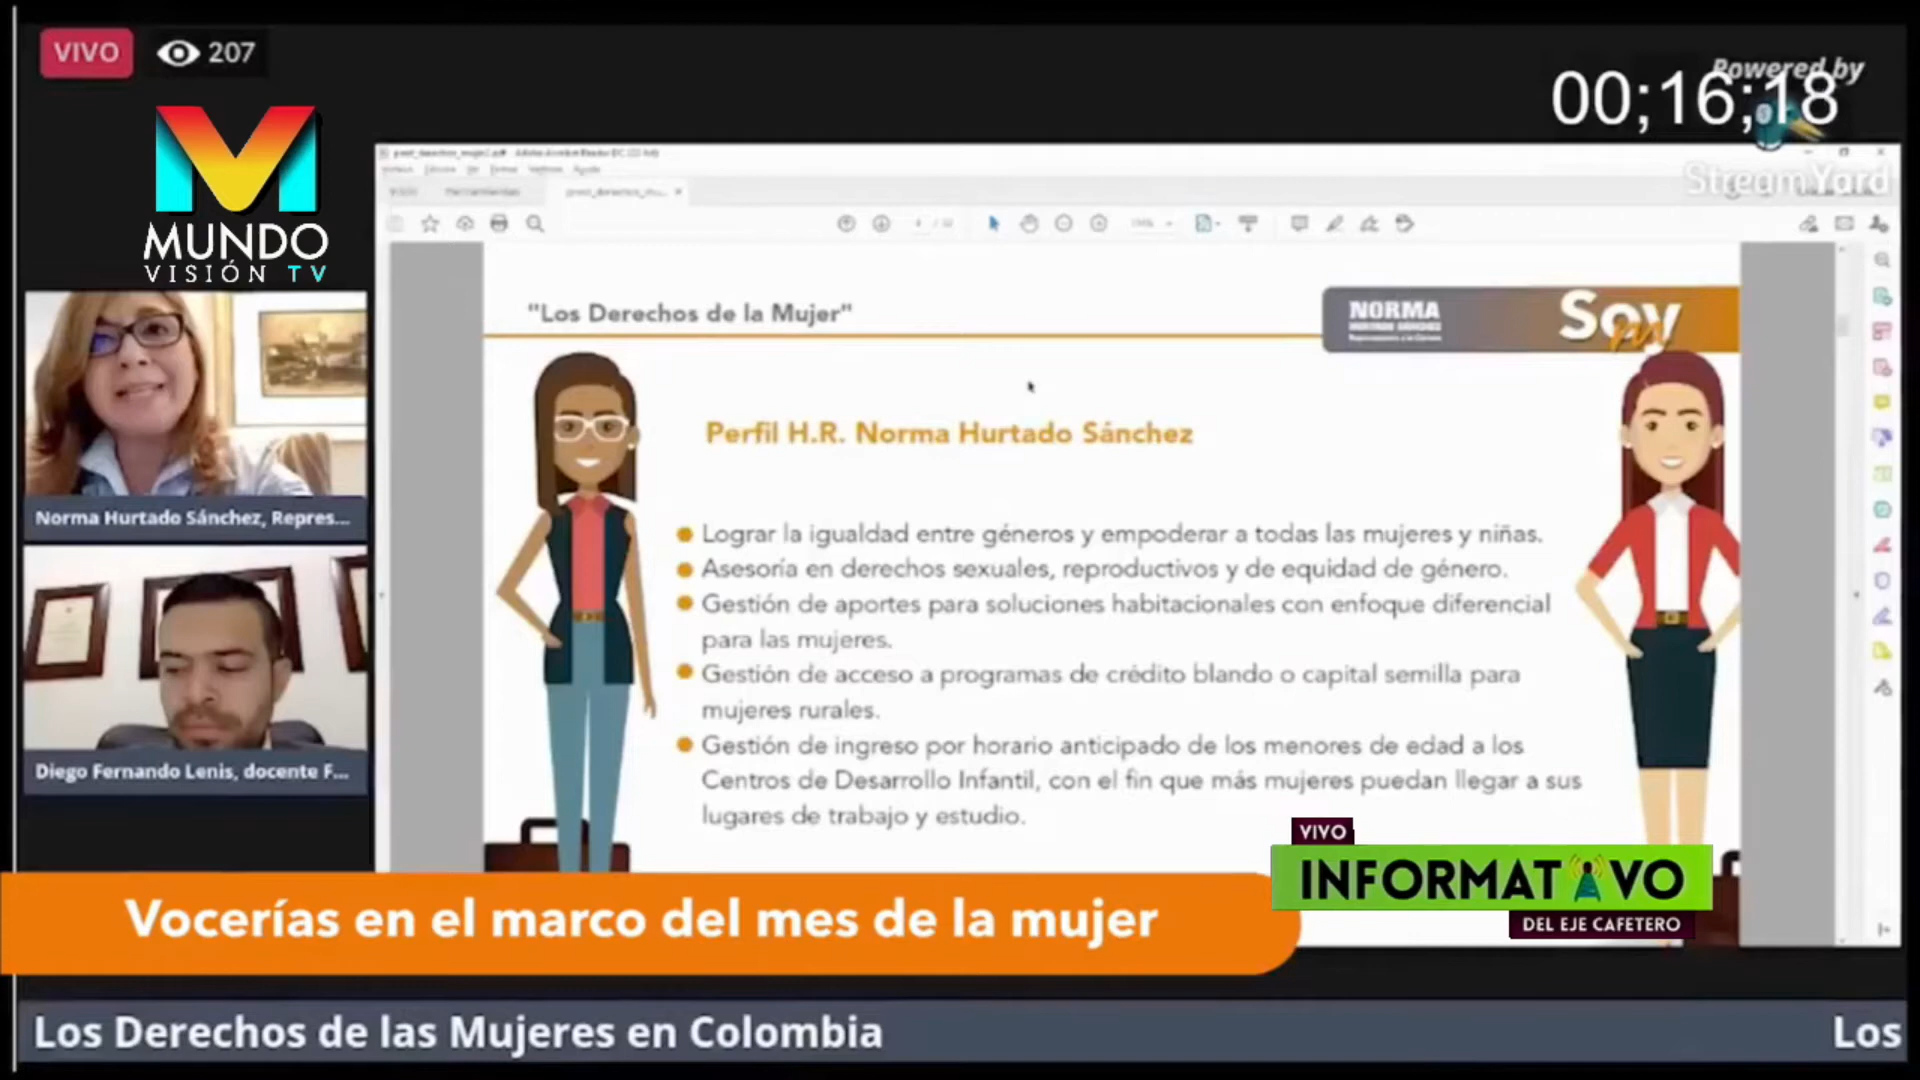 VIVO 207
Powered by
00;16;18
StreamYard
MUNDO
VISIÓN TV
"Los Derechos de la Mujer"
NORMA
HURTADO SÁNCHEZ
Soy
Perfil H.R. Norma Hurtado Sánchez
Lograr la igualdad entre géneros y empoderar a todas las mujeres y niñas.
Asesoría en derechos sexuales, reproductivos y de equidad de género.
Gestión de aportes para soluciones habitacionales con enfoque diferencial
para las mujeres.
Gestión de acceso a programas de crédito blando o capital semilla para
mujeres rurales.
Gestión de ingreso por horario anticipado de los menores de edad a los
Centros de Desarrollo Infantil, con el fin que más mujeres puedan llegar a sus
lugares de trabajo y estudio.
Norma Hurtado Sánchez, Repres...
Diego Fernando Lenis, docente F...
VIVO
INFORMATIVO
DEL EJE CAFETERO
Vocerías en el marco del mes de la mujer
Los Derechos de las Mujeres en Colombia
Los